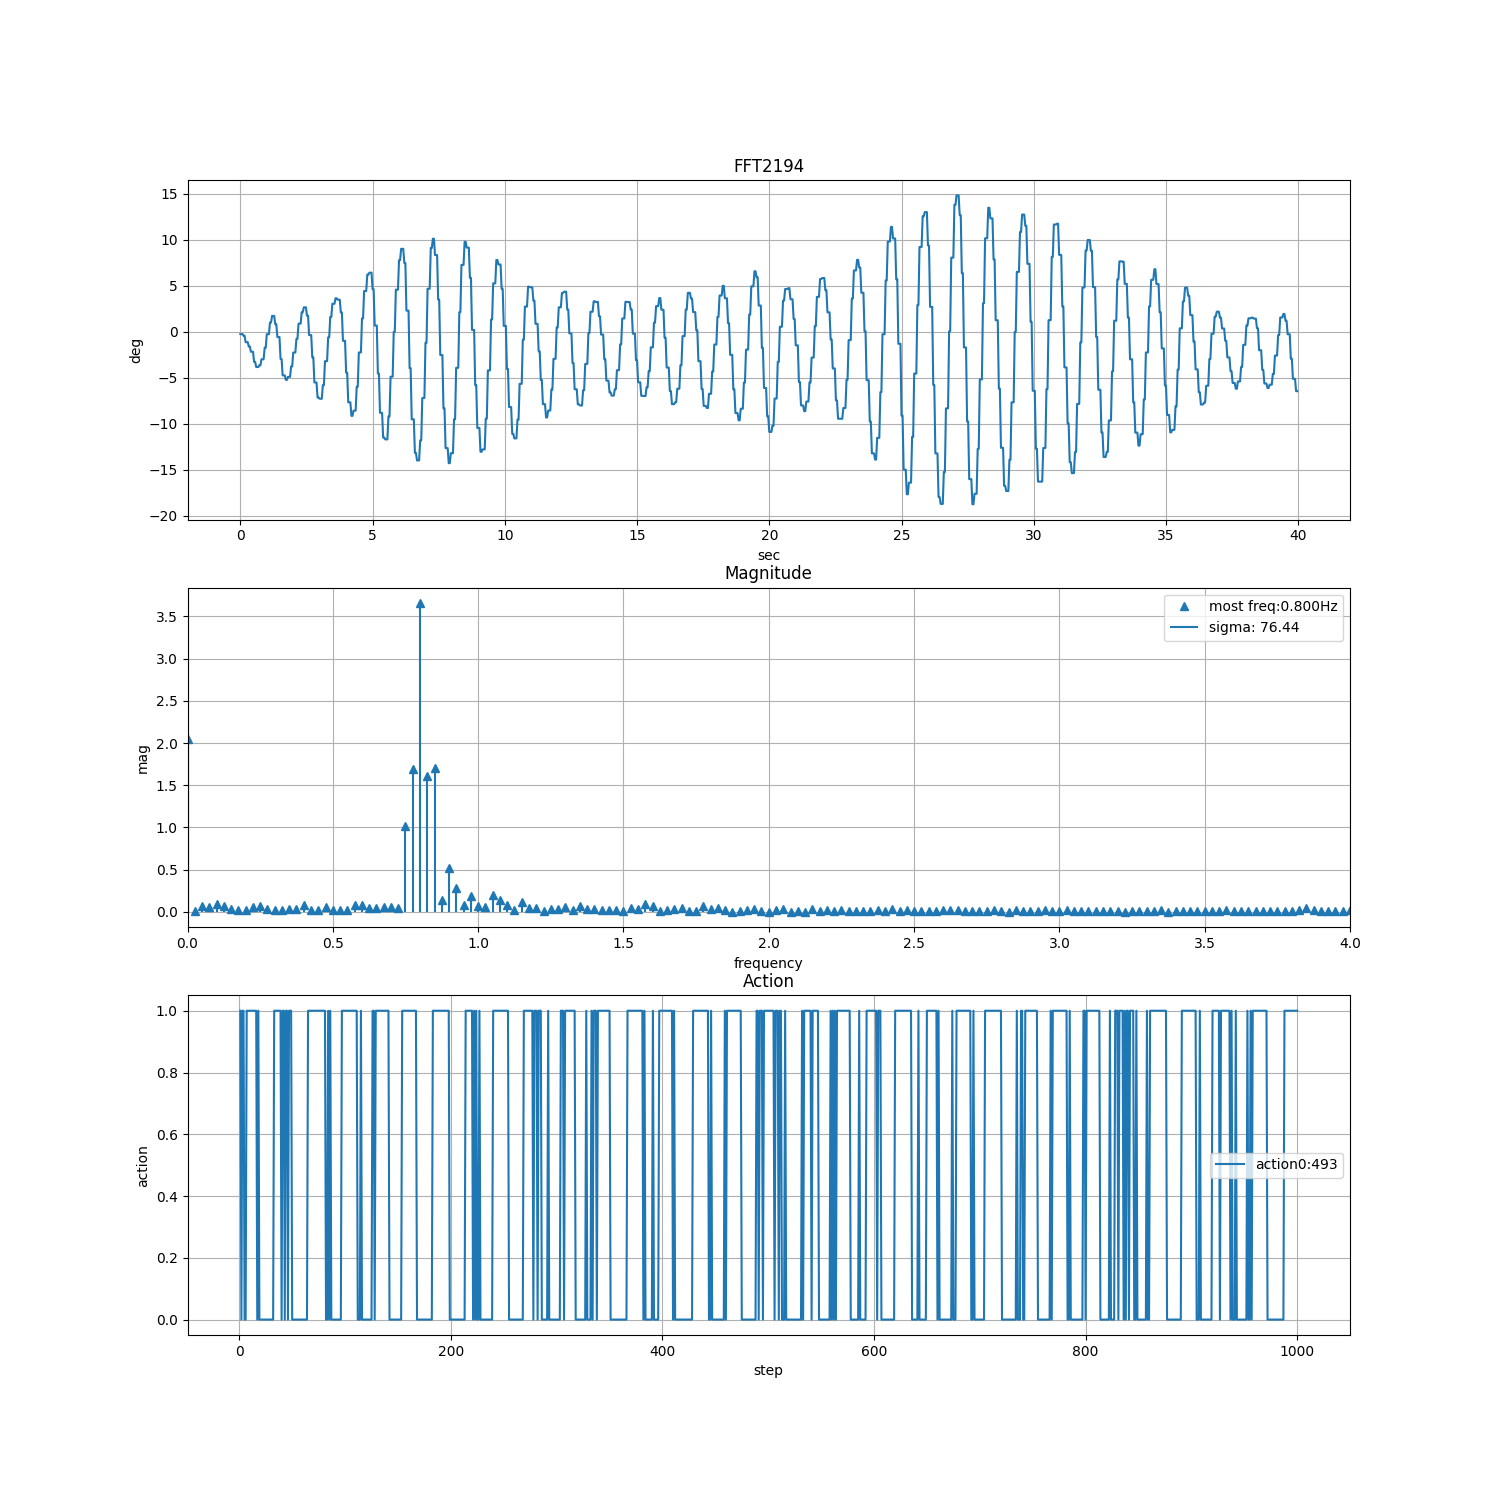 FFT2194
15
10
5
0
−5
−10
−15
−20
deg
0 5 10 15 20 25 30 35 40
sec
Magnitude
3.5
3.0
2.5
2.0
1.5
1.0
0.5
0.0
mag
most freq:0.800Hz
sigma: 76.44
0.0 0.5 1.0 1.5 2.0 2.5 3.0 3.5 4.0
frequency
Action
1.0
0.8
0.6
0.4
0.2
0.0
action
action0:493
0 200 400 600 800 1000
step